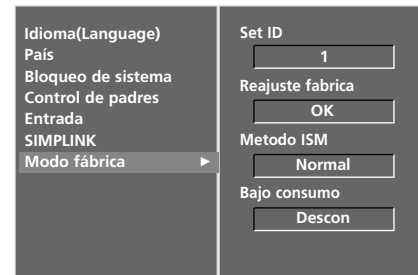 Idioma(Language)
País
Bloqueo de sistema
Control de padres
Entrada
SIMPLINK
Modo fábrica ►
Set ID
1
Reajuste fabrica
OK
Metodo ISM
Normal
Bajo consumo
Descon